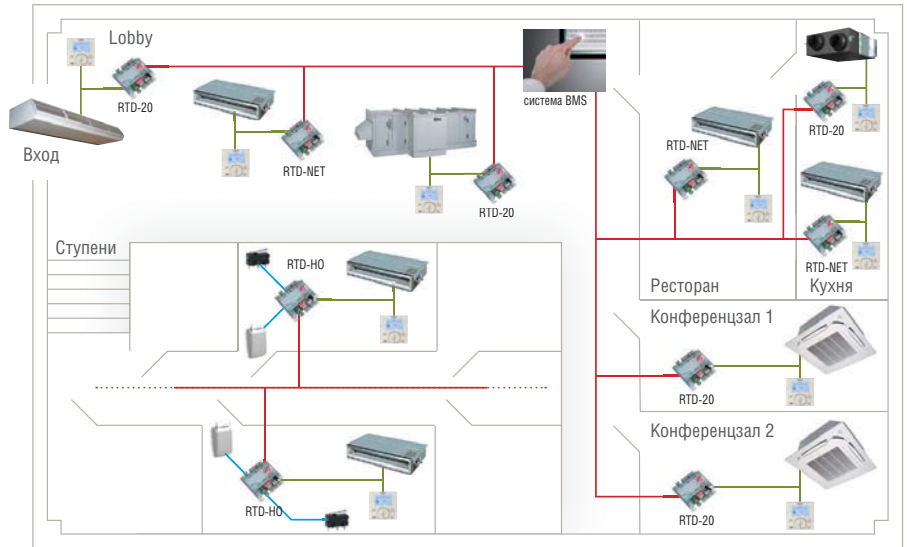 Lobby
RTD-20
Вход
RTD-NET
RTD-20
система BMS
RTD-NET
RTD-20
RTD-NET
Ресторан
Кухня
Ступени
RTD-HO
Конференцзал 1
RTD-20
Конференцзал 2
RTD-20
RTD-HO